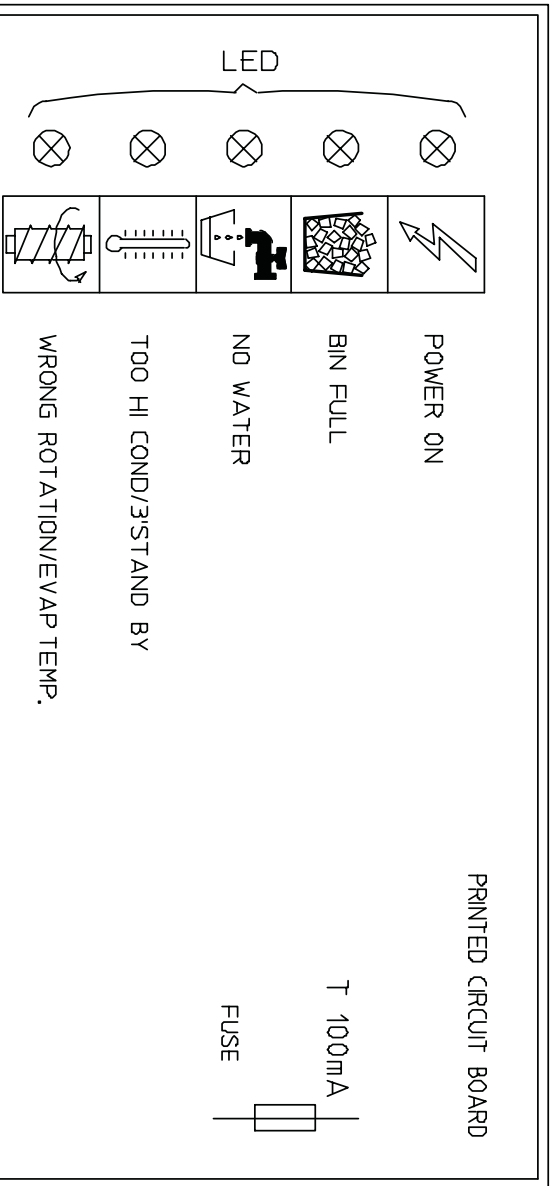 LED
POWER ON
BIN FULL
NO WATER
TOO HI COND/3'STAND BY
WRONG ROTATION/EVAP TEMP.
PRINTED CIRCUIT BOARD
T 100mA
FUSE